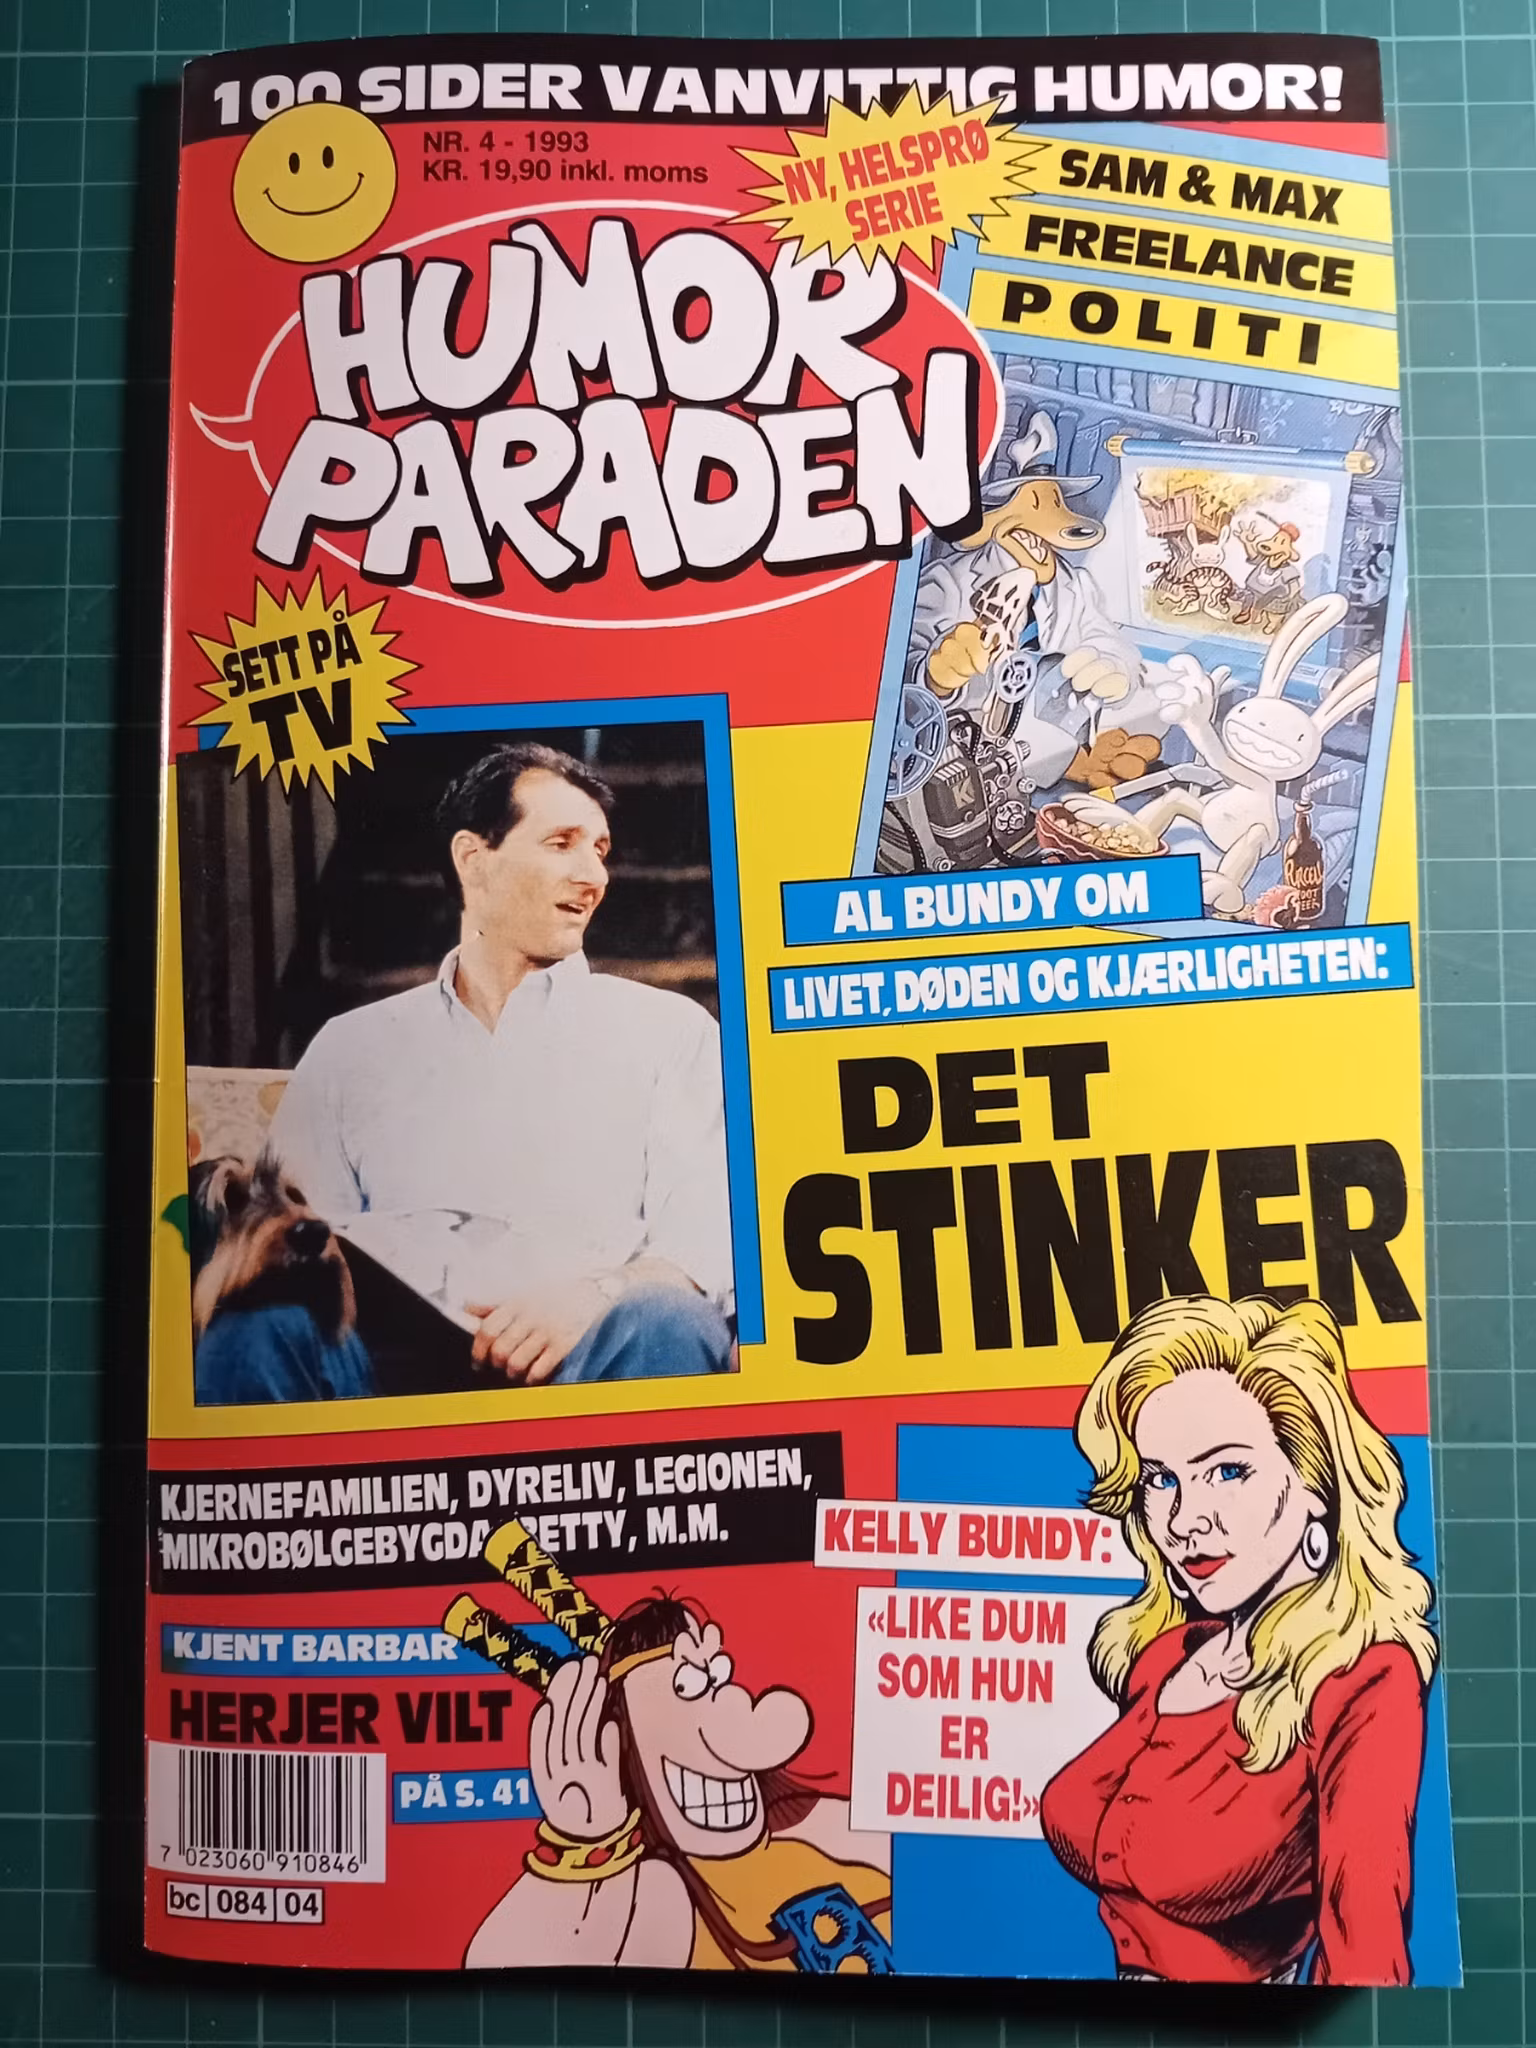 100 SIDER VANVITTIG HUMOR!
NR. 4 - 1993
KR. 19,90 inkl. moms
NY, HELSPRØ
SERIE
SAM & MAX
FREELANCE
POLITI
HUMOR
PARADEN
SETT PÅ
TV
AL BUNDY OM
LIVET, DØDEN OG KJÆRLIGHETEN:
DET
STINKER
KJERNEFAMILIEN, DYRELIV, LEGIONEN,
MIKROBØLGEBYGDA, BETTY, M.M.
KELLY BUNDY:
«LIKE DUM
SOM HUN
ER
DEILIG!»
KJENT BARBAR
HERJER VILT
PÅ S. 41
7 023060 910846
bc 084 04